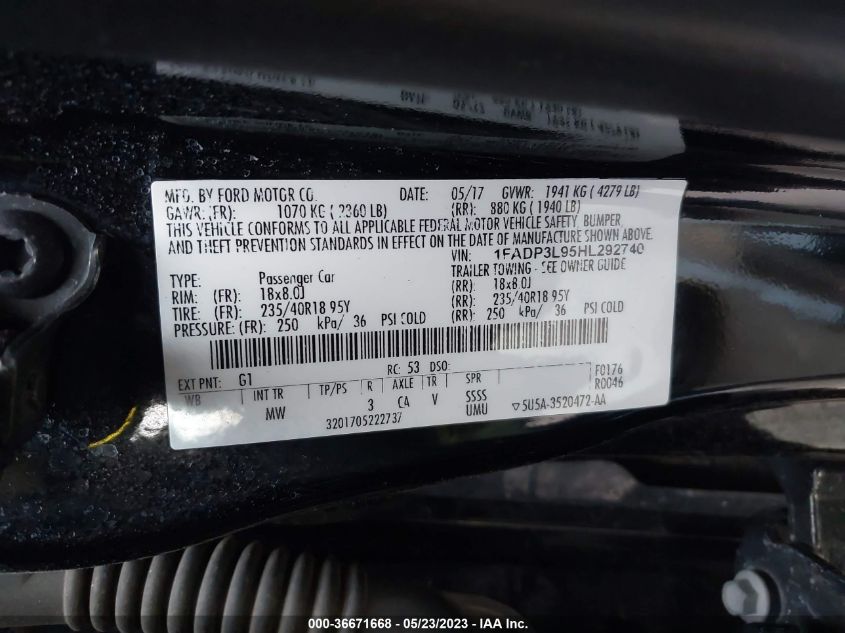 MFD. BY FORD MOTOR CO. DATE: 05/17 GVWR: 1941 KG ( 4279 LB)
GAWR: (FR): 1070 KG ( 2360 LB) (RR): 880 KG ( 1940 LB)
THIS VEHICLE CONFORMS TO ALL APPLICABLE FEDERAL MOTOR VEHICLE SAFETY, BUMPER,
AND THEFT PREVENTION STANDARDS IN EFFECT ON THE DATE OF MANUFACTURE SHOWN ABOVE.
VIN: 1FADP3L95HL292740
TYPE: Passenger Car TRAILER TOWING - SEE OWNER GUIDE
RIM: (FR): 18x8.0J (RR): 18x8.0J
TIRE: (FR): 235/40R18 95Y (RR): 235/40R18 95Y
PRESSURE: (FR): 250 kPa/ 36 PSI COLD (RR): 250 kPa/ 36 PSI COLD
RC: 53 DSO: F0176
EXT PNT: G1 R0046
WB INT TR TP/PS R AXLE TR SPR
MW 3 CA V SSSS
UMU
3201705222737 ▽5U5A-3520472-AA
000-36671668 - 05/23/2023 - IAA Inc.